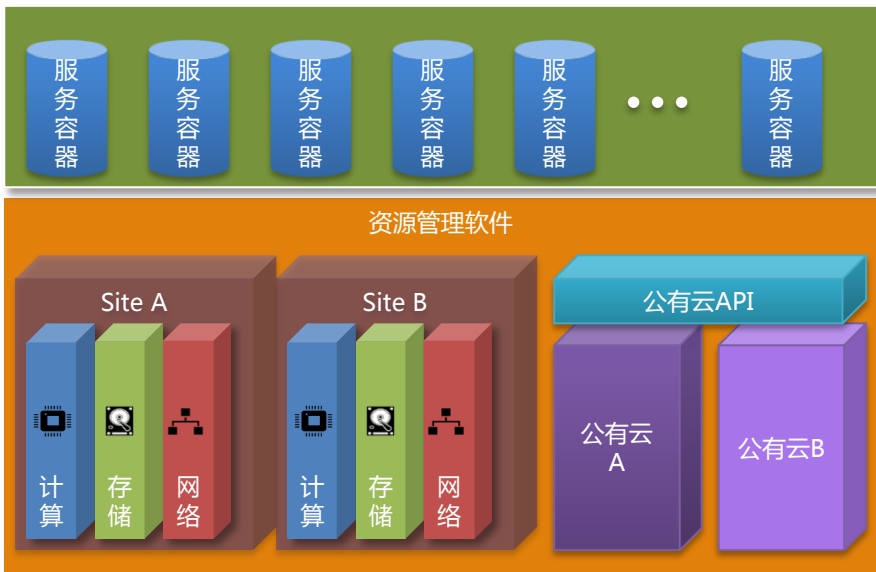 服务容器
服务容器
服务容器
服务容器
服务容器
服务容器
资源管理软件
Site A
计算
存储
网络
Site B
计算
存储
网络
公有云API
公有云
A
公有云B